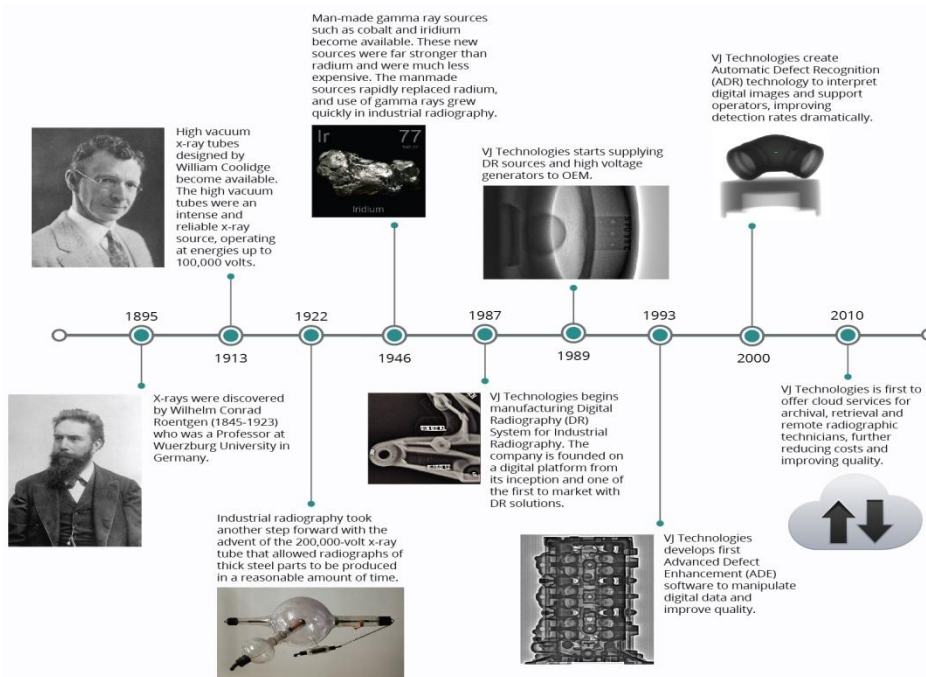 Man-made gamma ray sources
such as cobalt and iridium
become available. These new
sources were far stronger than
radium and were much less
expensive. The manmade
sources rapidly replaced radium,
and use of gamma rays grew
quickly in industrial radiography.
VJ Technologies create
Automatic Defect Recognition
(ADR) technology to interpret
digital images and support
operators, improving
detection rates dramatically.
High vacuum
x-ray tubes
designed by
William Coolidge
become available.
The high vacuum
tubes were an
intense and
reliable x-ray
source, operating
at energies up to
100,000 volts.
Ir 77
Iridium
VJ Technologies starts supplying
DR sources and high voltage
generators to OEM.
1895
1913
1922
1946
1987
1989
1993
2000
2010
X-rays were discovered
by Wilhelm Conrad
Roentgen (1845-1923)
who was a Professor at
Wuerzburg University in
Germany.
Industrial radiography took
another step forward with the
advent of the 200,000-volt x-ray
tube that allowed radiographs of
thick steel parts to be produced
in a reasonable amount of time.
VJ Technologies begins
manufacturing Digital
Radiography (DR)
System for Industrial
Radiography. The
company is founded on
a digital platform from
its inception and one of
the first to market with
DR solutions.
VJ Technologies
develops first
Advanced Defect
Enhancement (ADE)
software to manipulate
digital data and
improve quality.
VJ Technologies is first to
offer cloud services for
archival, retrieval and
remote radiographic
technicians, further
reducing costs and
improving quality.